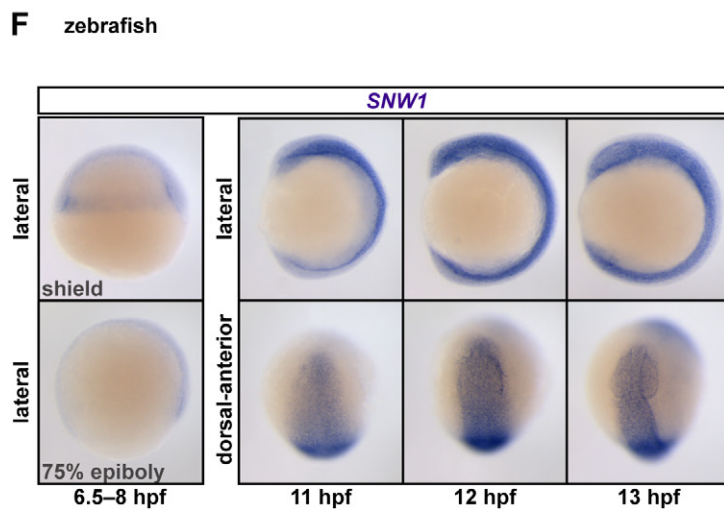 F zebrafish
SNW1
lateral
shield
lateral
75% epiboly
6.5–8 hpf
lateral
dorsal-anterior
11 hpf
12 hpf
13 hpf